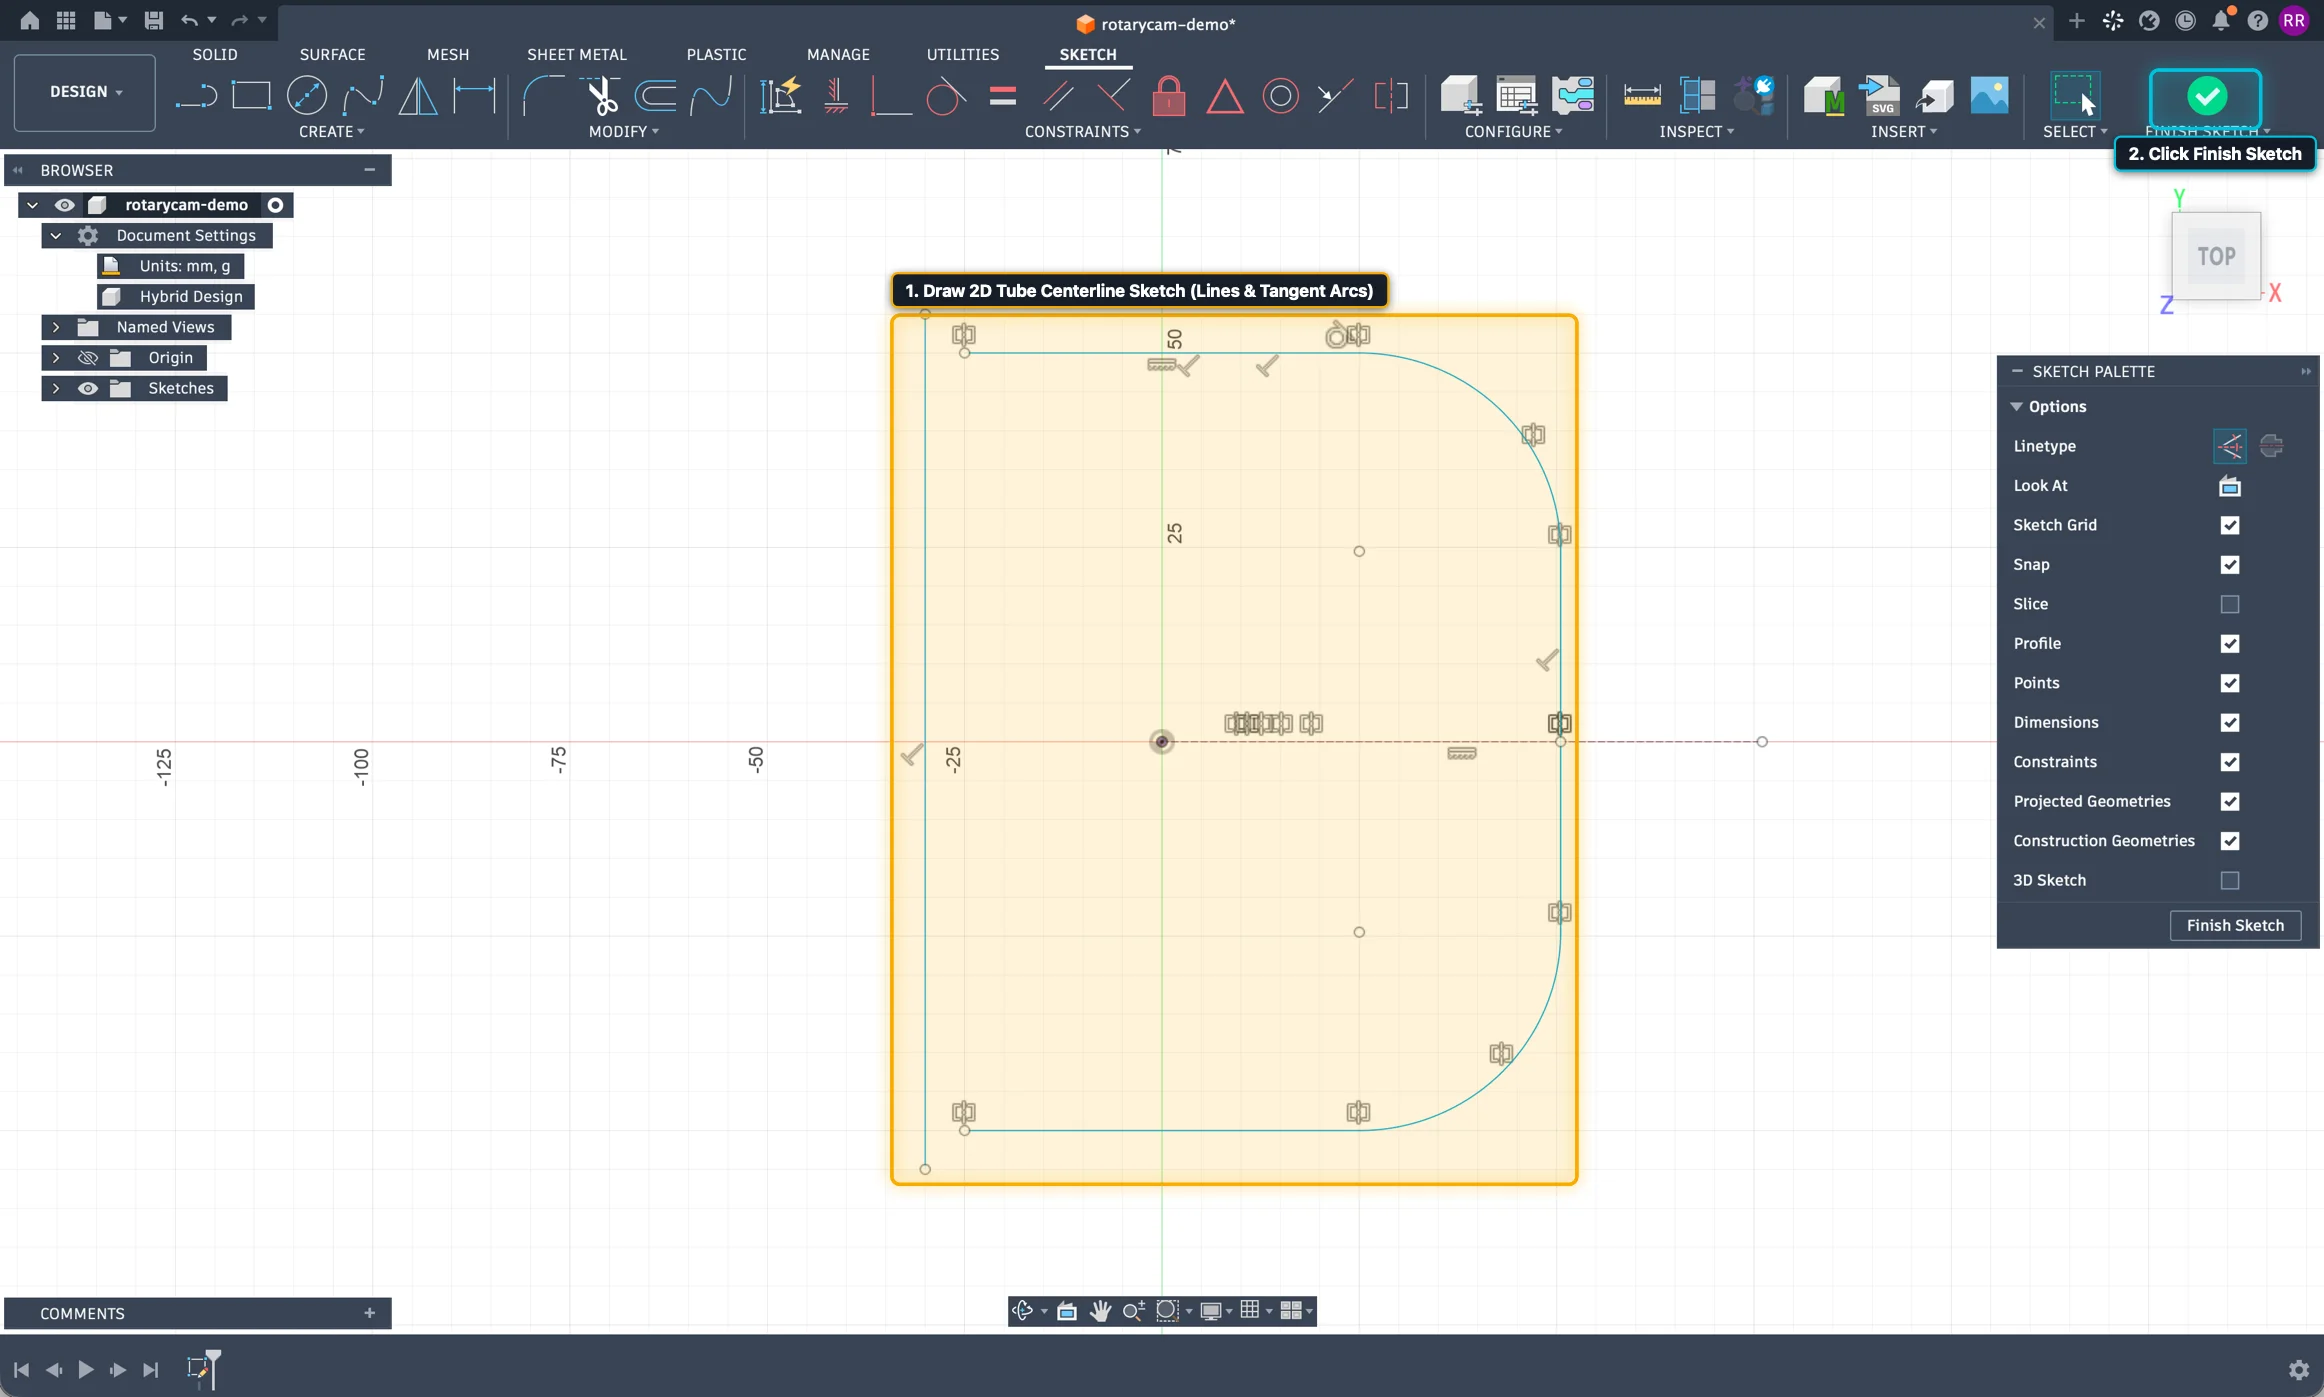 rotarycam-demo*
RR
DESIGN
SOLID
SURFACE
MESH
SHEET METAL
PLASTIC
MANAGE
UTILITIES
SKETCH
CREATE
MODIFY
CONSTRAINTS
CONFIGURE
INSPECT
INSERT
SELECT
FINISH SKETCH
M
SVG
2. Click Finish Sketch
BROWSER
rotarycam-demo
Document Settings
Units: mm, g
Hybrid Design
Named Views
Origin
Sketches
1. Draw 2D Tube Centerline Sketch (Lines & Tangent Arcs)
50
25
-125
-100
-75
-50
-25
Y
TOP
X
Z
SKETCH PALETTE
Options
Linetype
Look At
Sketch Grid
Snap
Slice
Profile
Points
Dimensions
Constraints
Projected Geometries
Construction Geometries
3D Sketch
Finish Sketch
COMMENTS